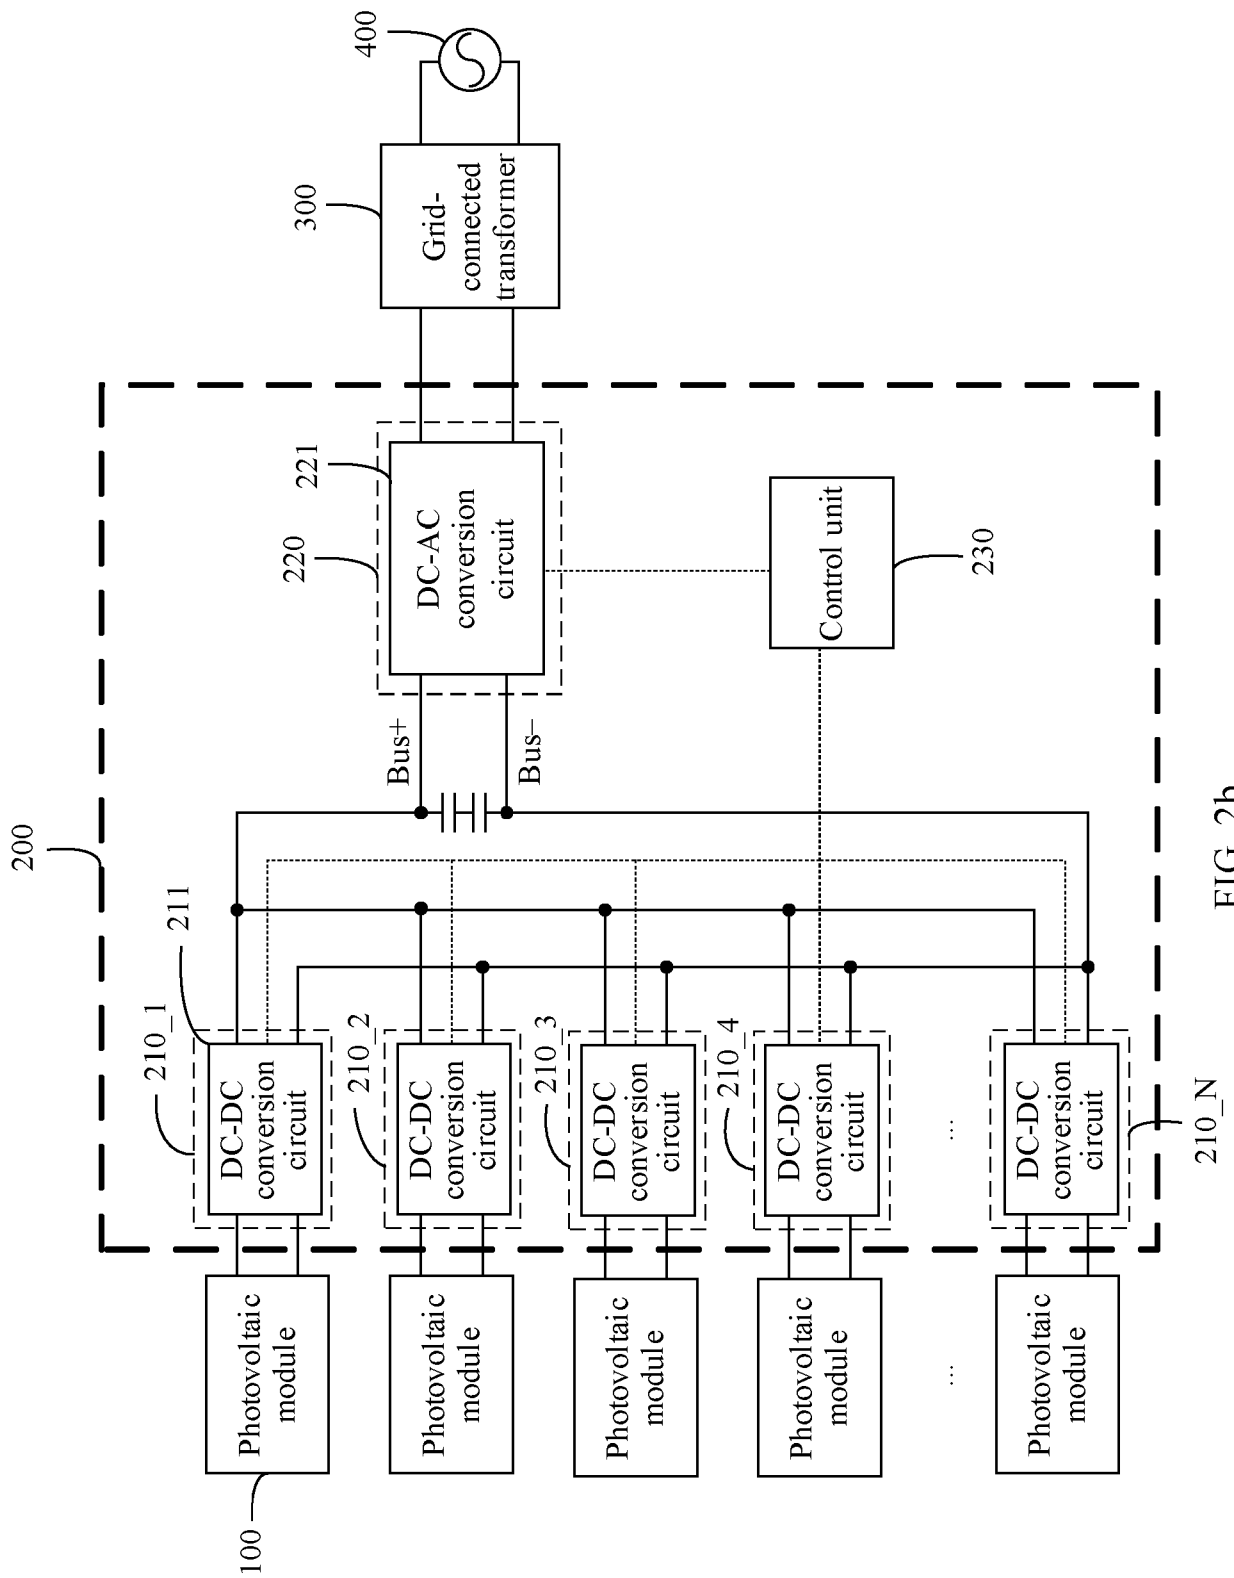 200
100
Photovoltaic
module
210_1
211
DC-DC
conversion
circuit
Photovoltaic
module
210_2
DC-DC
conversion
circuit
Photovoltaic
module
210_3
DC-DC
conversion
circuit
Photovoltaic
module
210_4
DC-DC
conversion
circuit
...
...
Photovoltaic
module
210_N
DC-DC
conversion
circuit
Bus+
Bus–
220
221
DC-AC
conversion
circuit
Control unit
230
300
Grid-
connected
transformer
400
FIG. 2b